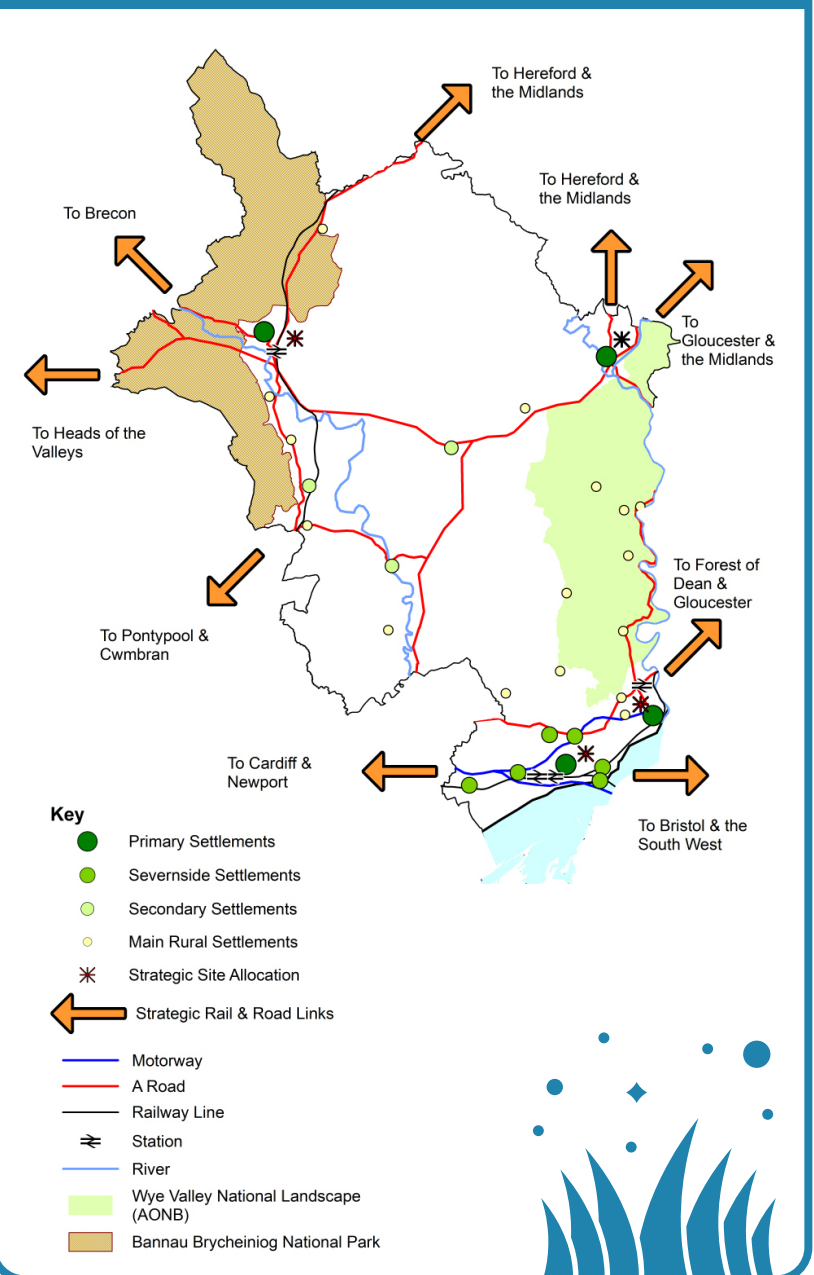 To Hereford &
the Midlands
To Hereford &
the Midlands
To Brecon
To
Gloucester &
the Midlands
To Heads of the
Valleys
To Forest of
Dean &
Gloucester
To Pontypool &
Cwmbran
To Cardiff &
Newport
To Bristol & the
South West
Key
Primary Settlements
Severnside Settlements
Secondary Settlements
Main Rural Settlements
Strategic Site Allocation
Strategic Rail & Road Links
Motorway
A Road
Railway Line
Station
River
Wye Valley National Landscape
(AONB)
Bannau Brycheiniog National Park